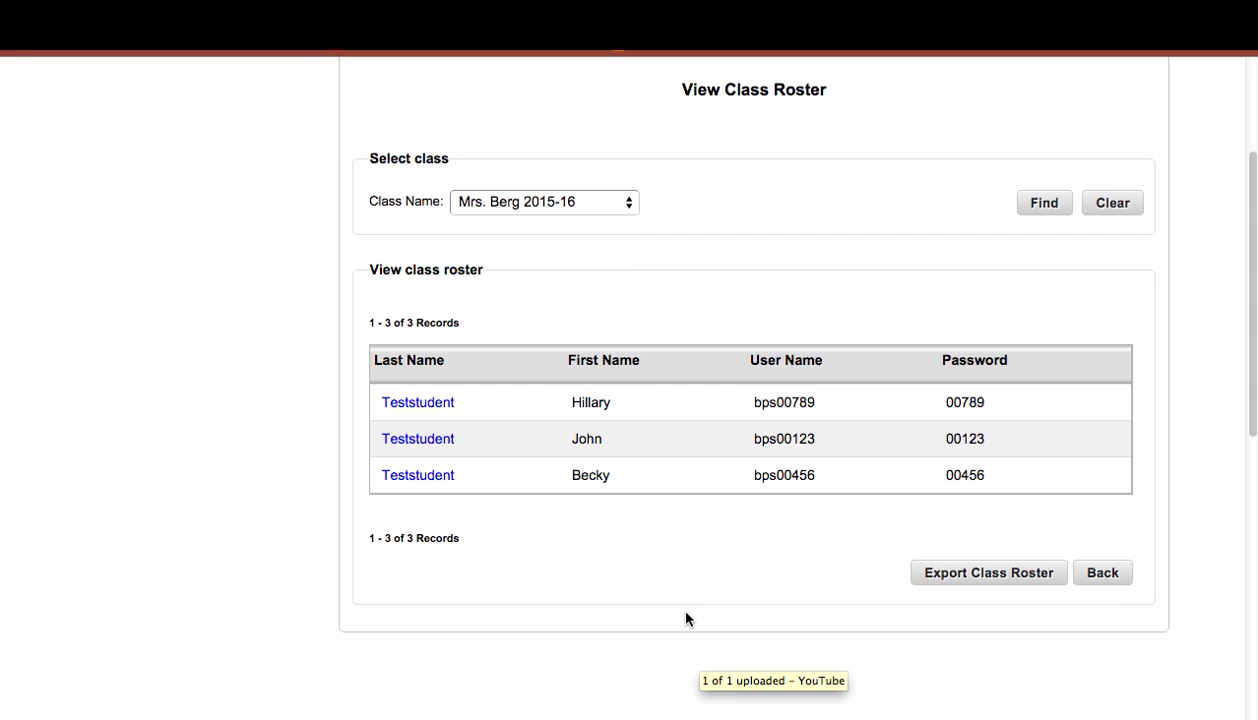 View Class Roster
Select class
Class Name: Mrs. Berg 2015-16 Find Clear
View class roster
1 - 3 of 3 Records
Last Name First Name User Name Password
Teststudent Hillary bps00789 00789
Teststudent John bps00123 00123
Teststudent Becky bps00456 00456
1 - 3 of 3 Records
Export Class Roster Back
1 of 1 uploaded - YouTube